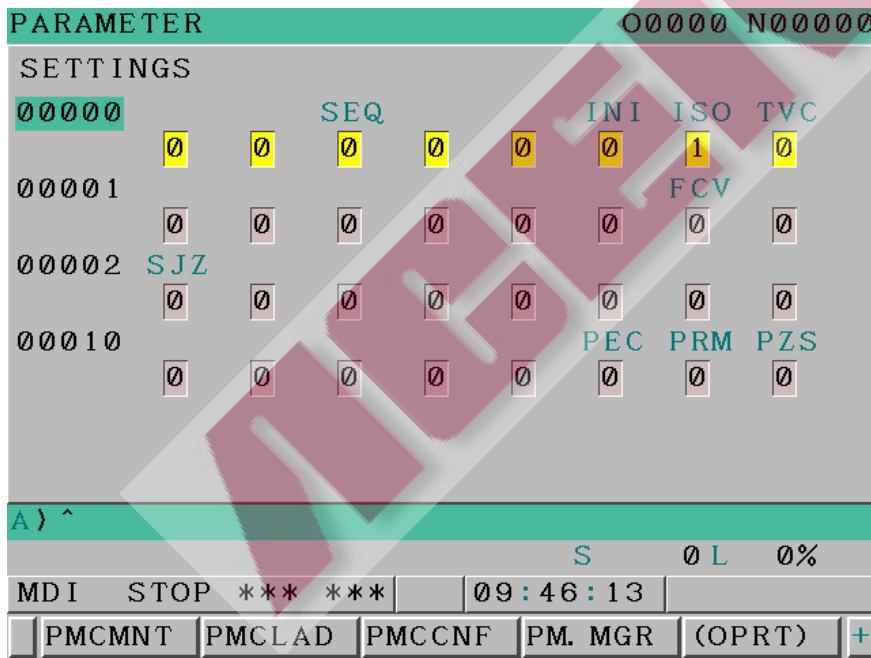 PARAMETER O0000 N00000
SETTINGS
00000 SEQ INI ISO TVC
0 0 0 0 0 0 1 0
00001 FCV
0 0 0 0 0 0 0 0
00002 SJZ
0 0 0 0 0 0 0 0
00010 PEC PRM PZS
0 0 0 0 0 0 0 0
A) ^
S 0 L 0%
MDI STOP *** *** 09:46:13
PMCMNT PMCLAD PMCCNF PM. MGR (OPRT) +